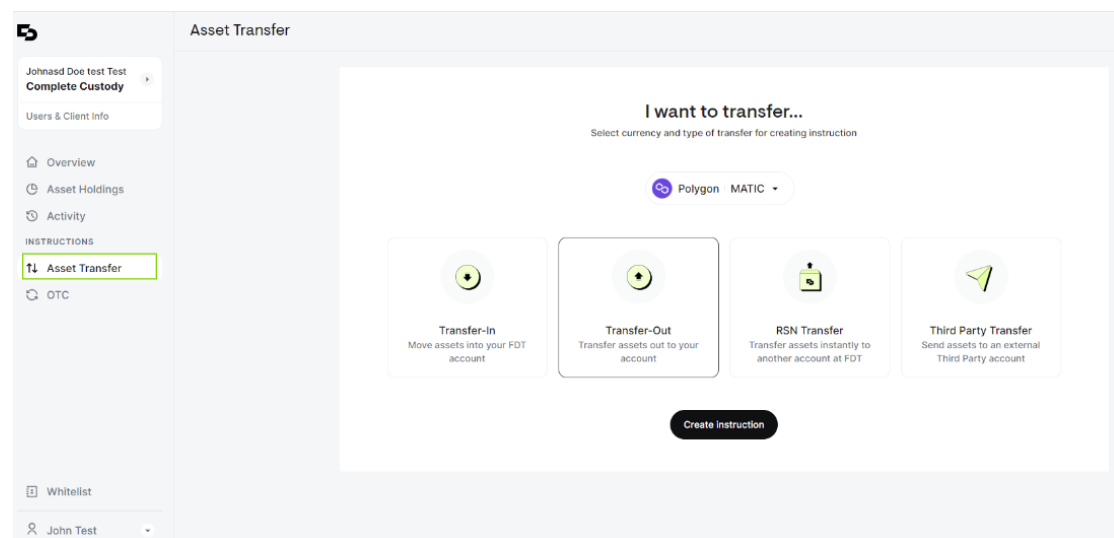 Asset Transfer
Johnasd Doe test Test
Complete Custody
Users & Client Info
Overview
Asset Holdings
Activity
INSTRUCTIONS
Asset Transfer
OTC
Whitelist
John Test
I want to transfer...
Select currency and type of transfer for creating instruction
Polygon MATIC
Transfer-In
Move assets into your FDT
account
Transfer-Out
Transfer assets out to your
account
RSN Transfer
Transfer assets instantly to
another account at FDT
Third Party Transfer
Send assets to an external
Third Party account
Create instruction